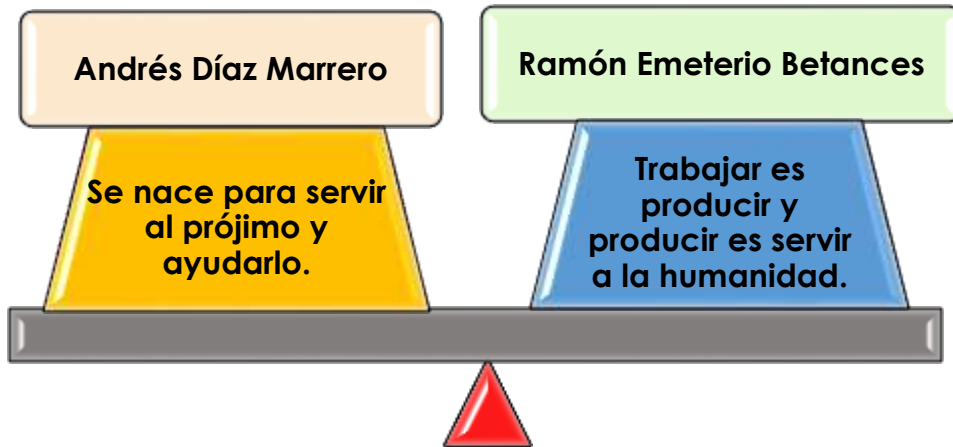 Andrés Díaz Marrero
Se nace para servir
al prójimo y
ayudarlo.
Ramón Emeterio Betances
Trabajar es
producir y
producir es servir
a la humanidad.